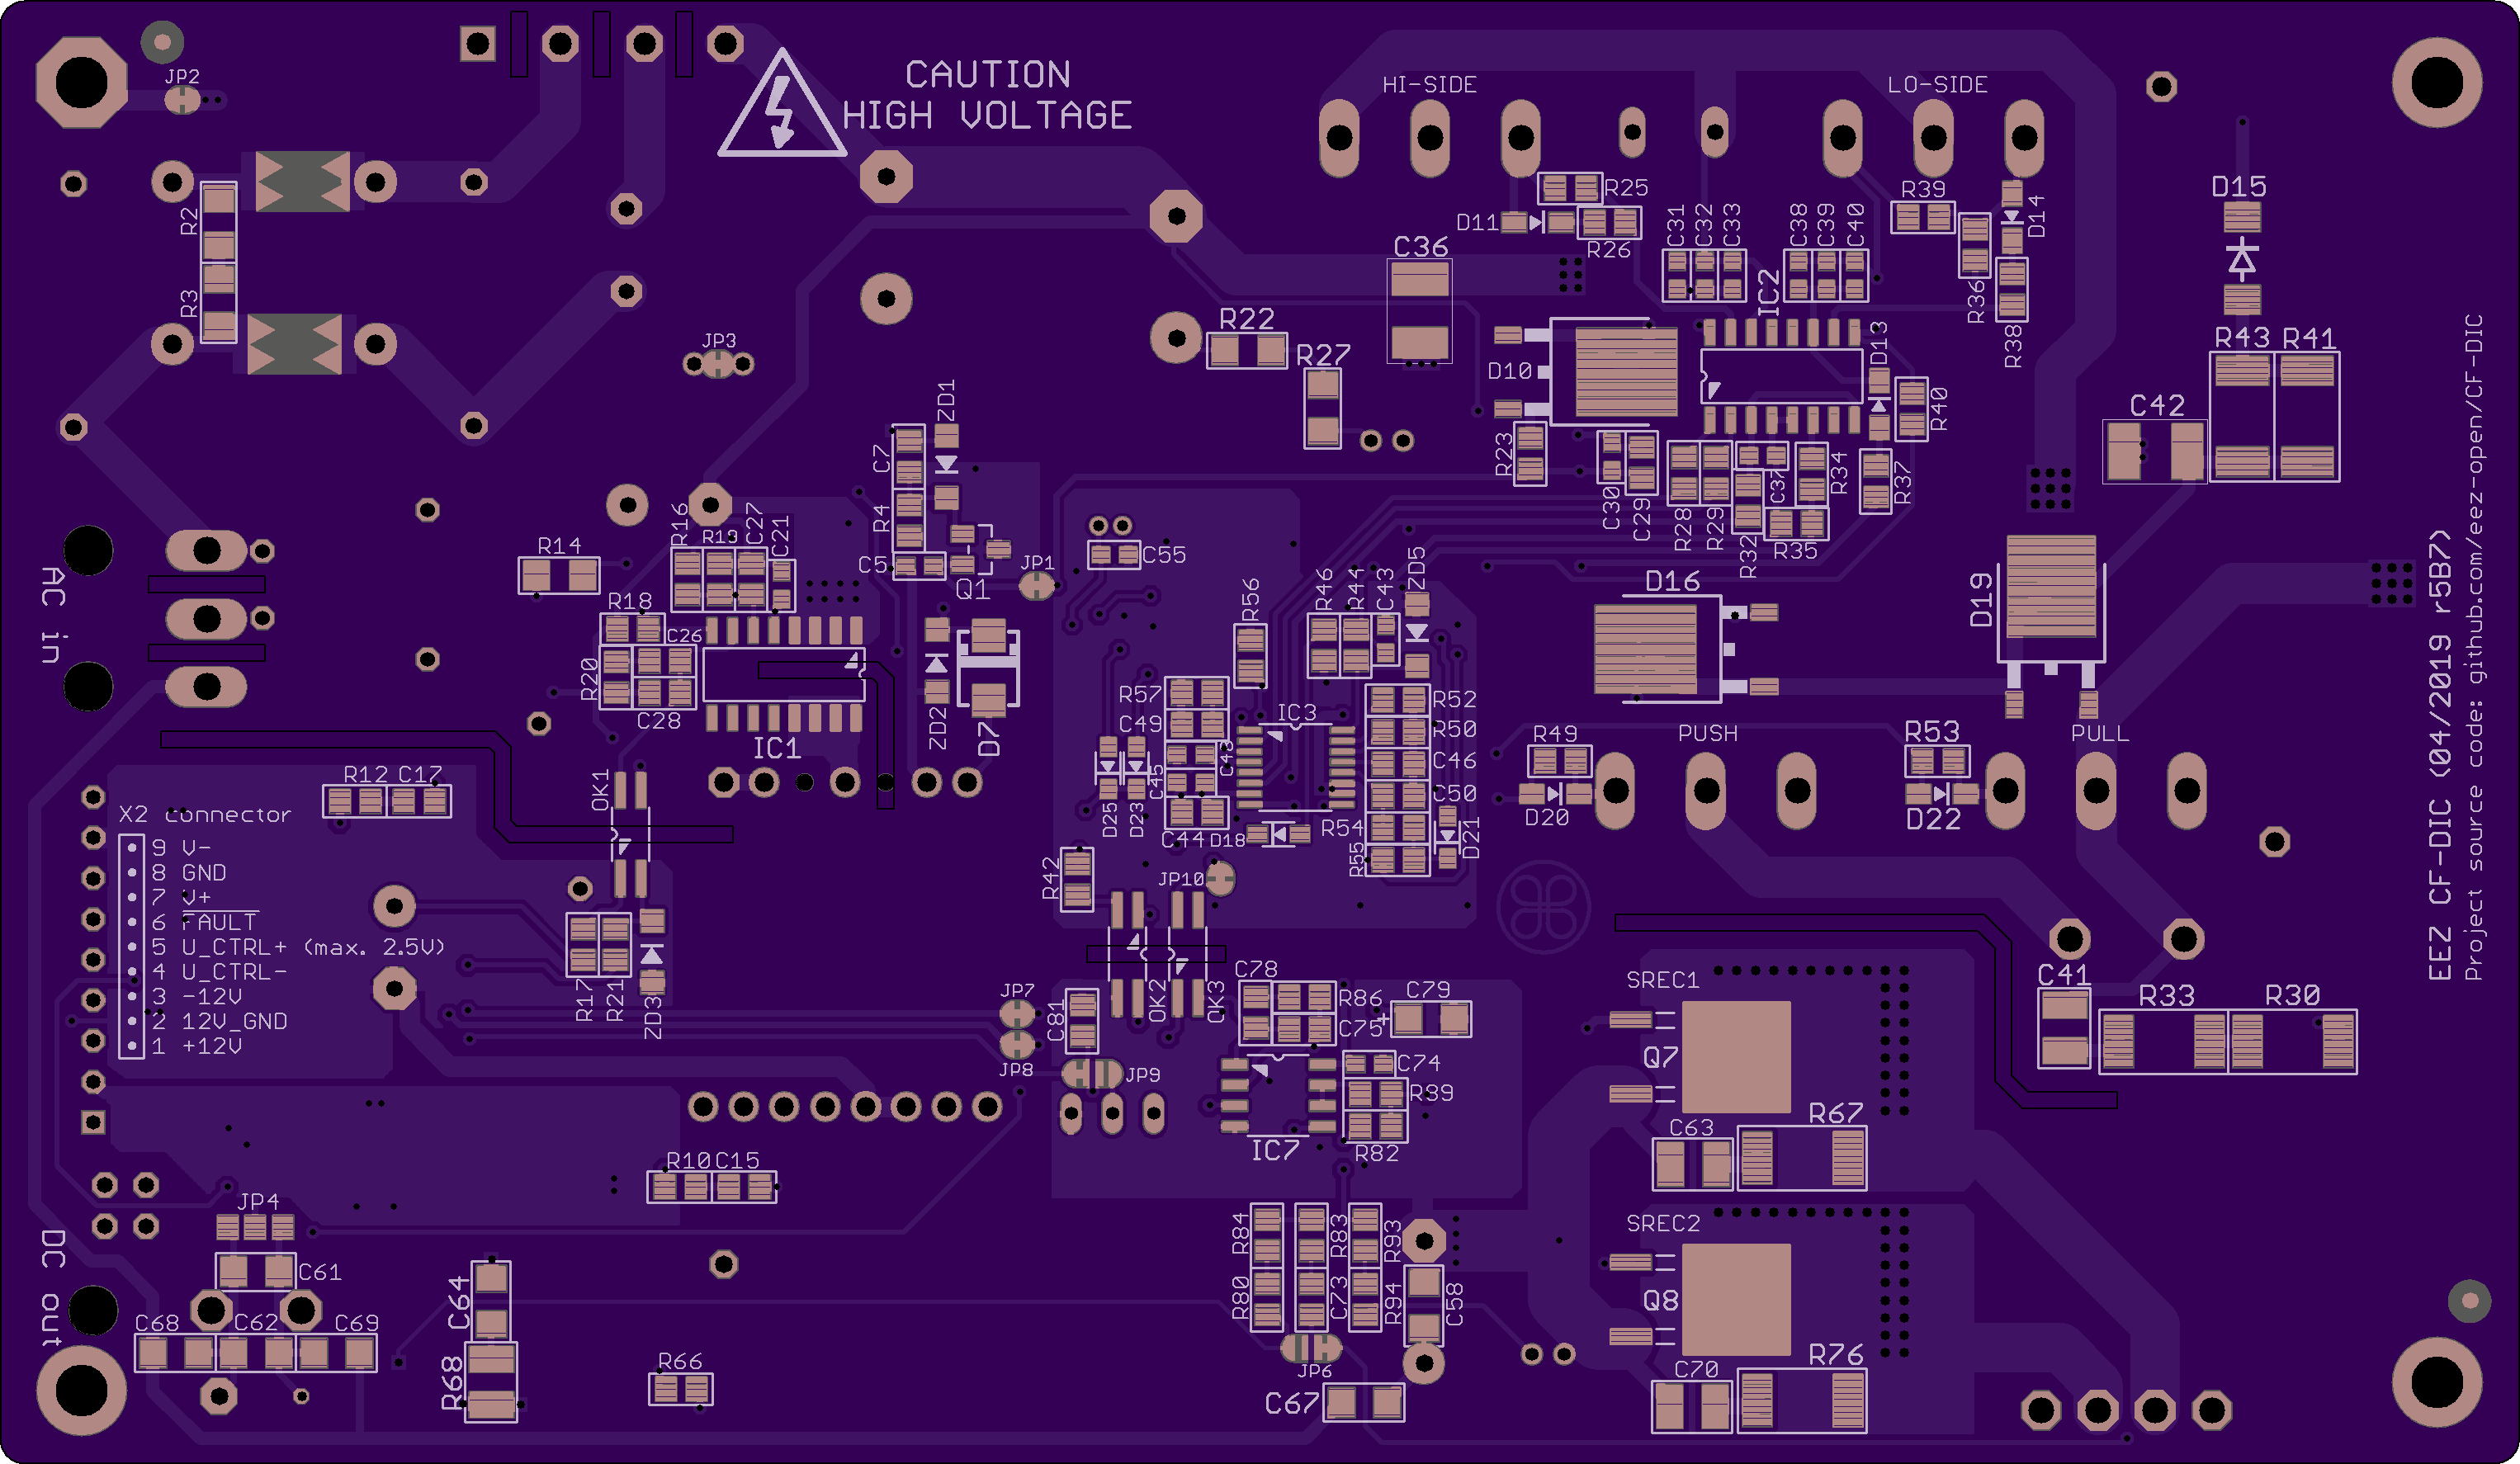 JP2
CAUTION
HIGH VOLTAGE
HI-SIDE
LO-SIDE
R2
R3
R25
D11
R26
C31
C32
C33
C38
C39
C40
IC2
R39
D14
R36
R38
D15
C36
R22
R27
JP3
D10
D13
R40
R43
R41
C42
ZD1
C7
R4
C5
Q1
JP1
C55
R23
C30
C29
R28
R29
C37
R32
R34
R35
R37
R14
R16
C27
C21
R18
C26
R20
C28
IC1
ZD2
D7
R56
R46
R44
C43
ZD5
R57
C49
C45
C44
D25
D23
D18
IC3
R52
R50
C46
C50
R54
R55
D21
D16
D19
R49
D20
PUSH
R53
D22
PULL
AC in
R12
C17
OK1
X2 connector
9 V-
8 GND
7 V+
6 FAULT
5 U_CTRL+ (max. 2.5V)
4 U_CTRL-
3 -12V
2 12V_GND
1 +12V
R17
R21
ZD3
R42
JP10
OK2
OK3
JP7
JP8
C81
JP9
C78
R86
C75
C79
+
C74
IC7
R82
SREC1
Q7
C63
R67
SREC2
Q8
C70
R76
C41
R33
R30
R10
C15
JP4
C61
C68
C62
C69
DC out
C64
R68
R66
R84
R80
R83
C73
R93
R94
C58
JP6
C67
EEZ CF-DIC (04/2019 r5B7)
Project source code: github.com/eez-open/CF-DIC